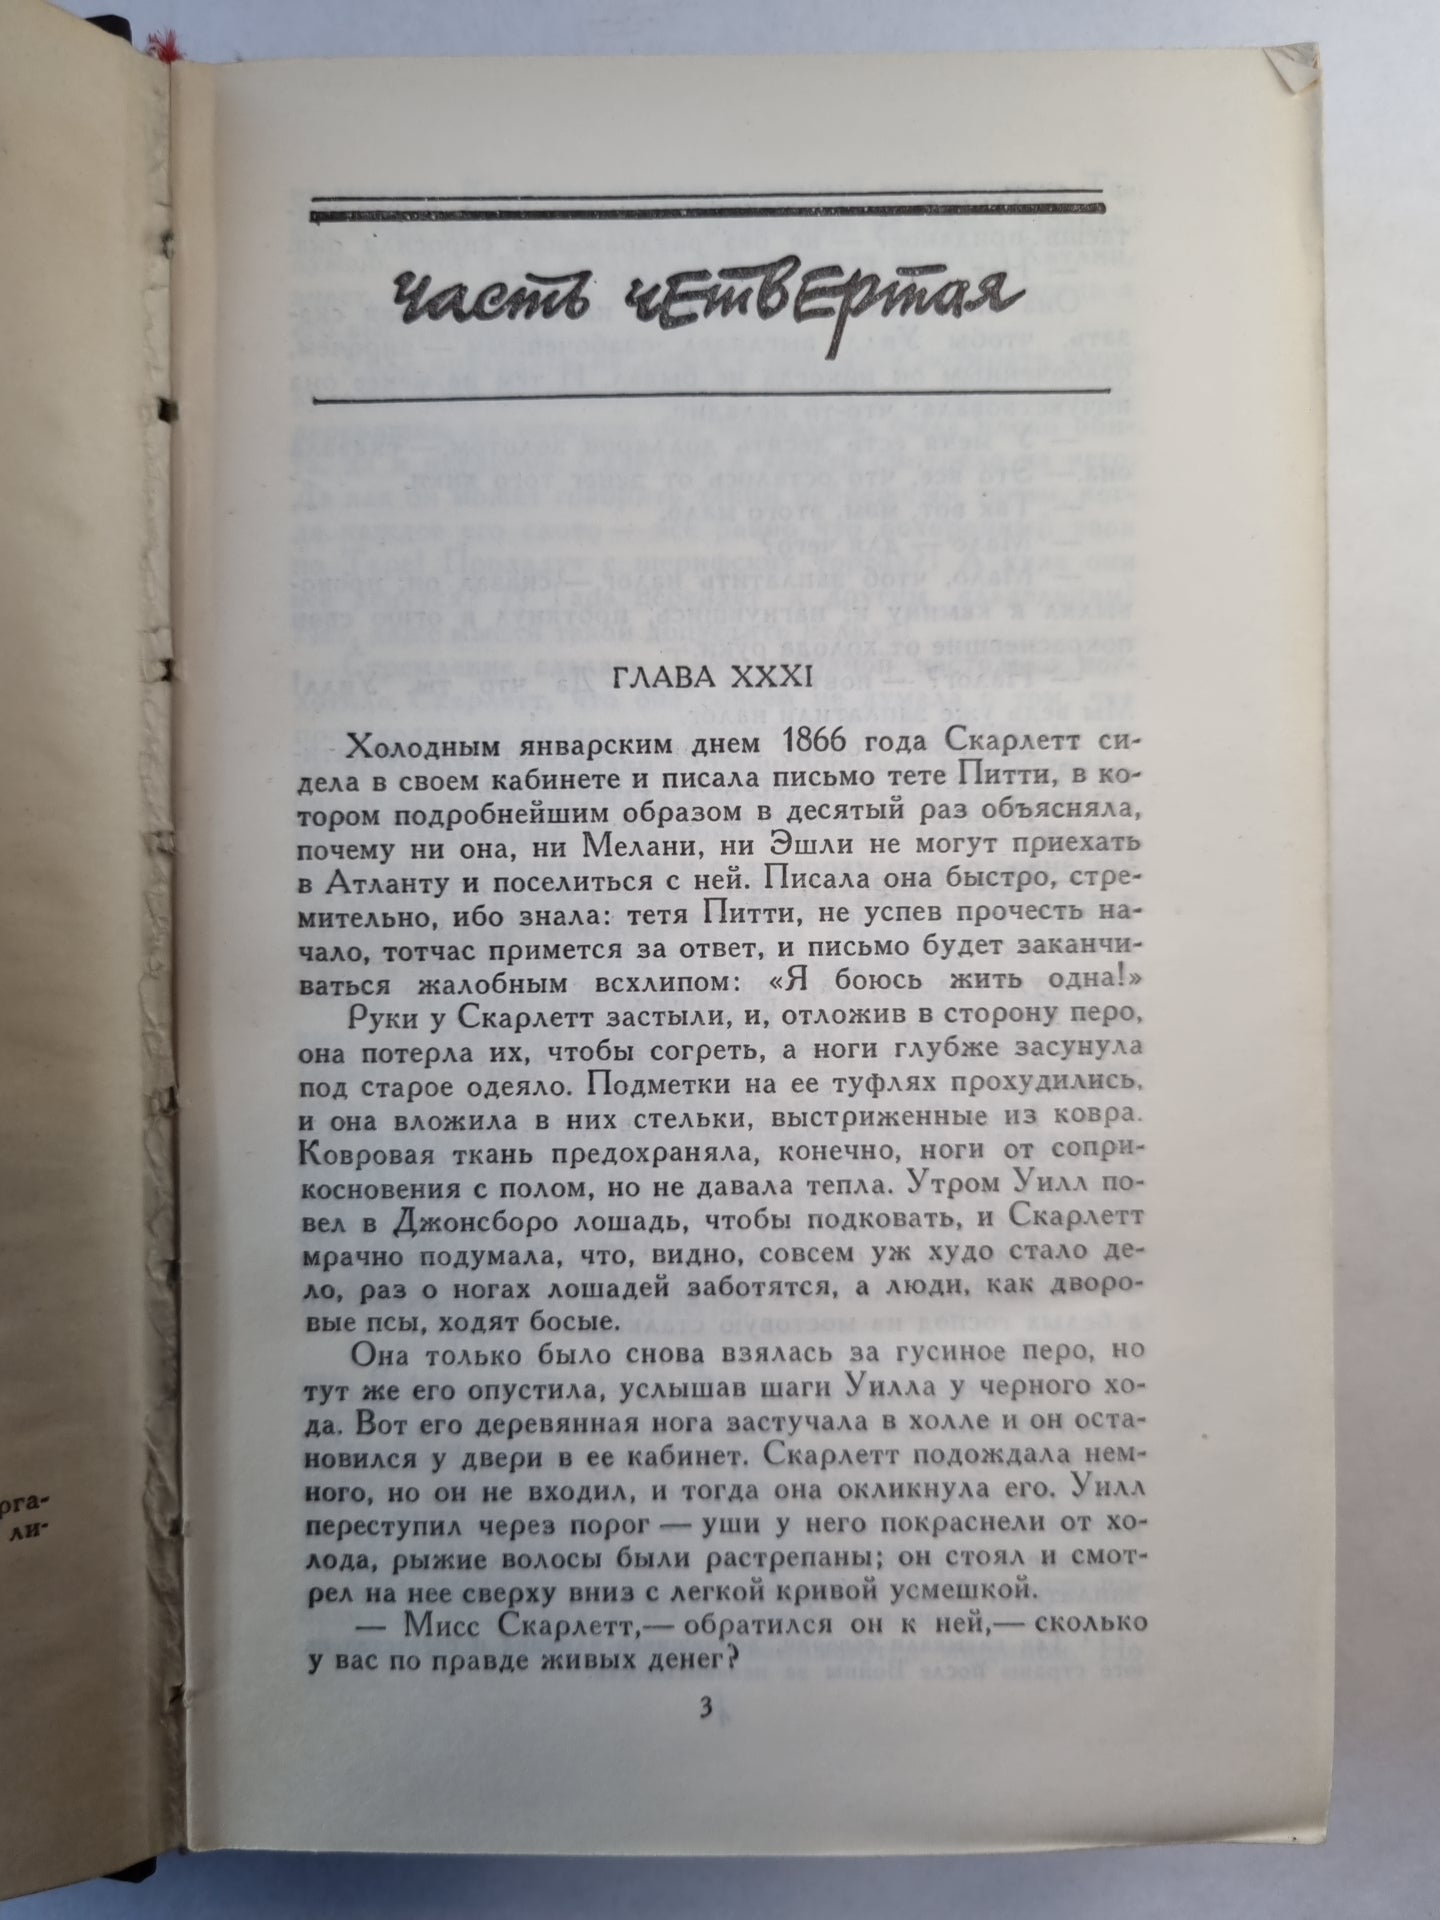 часть четвертая
ГЛАВА XXXI
Холодным январским днем 1866 года Скарлетт си-
дела в своем кабинете и писала письмо тете Питти, в ко-
тором подробнейшим образом в десятый раз объясняла,
почему ни она, ни Мелани, ни Эшли не могут приехать
в Атланту и поселиться с ней. Писала она быстро, стре-
мительно, ибо знала: тетя Питти, не успев прочесть на-
чало, тотчас примется за ответ, и письмо будет заканчи-
ваться жалобным всхлипом: «Я боюсь жить одна!»
Руки у Скарлетт застыли, и, отложив в сторону перо,
она потерла их, чтобы согреть, а ноги глубже засунула
под старое одеяло. Подметки на ее туфлях прохудились,
и она вложила в них стельки, выстриженные из ковра.
Ковровая ткань предохраняла, конечно, ноги от сопри-
косновения с полом, но не давала тепла. Утром Уилл по-
вел в Джонсборо лошадь, чтобы подковать, и Скарлетт
мрачно подумала, что, видно, совсем уж худо стало де-
ло, раз о ногах лошадей заботятся, а люди, как дворо-
вые псы, ходят босые.
Она только было снова взялась за гусиное перо, но
тут же его опустила, услышав шаги Уилла у черного хо-
да. Вот его деревянная нога застучала в холле и он оста-
новился у двери в ее кабинет. Скарлетт подождала нем-
ного, но он не входил, и тогда она окликнула его. Уилл
переступил через порог — уши у него покраснели от хо-
лода, рыжие волосы были растрепаны; он стоял и смот-
рел на нее сверху вниз с легкой кривой усмешкой.
— Мисс Скарлетт,— обратился он к ней,— сколько
у вас по правде живых денег?
3
орга-
ли-